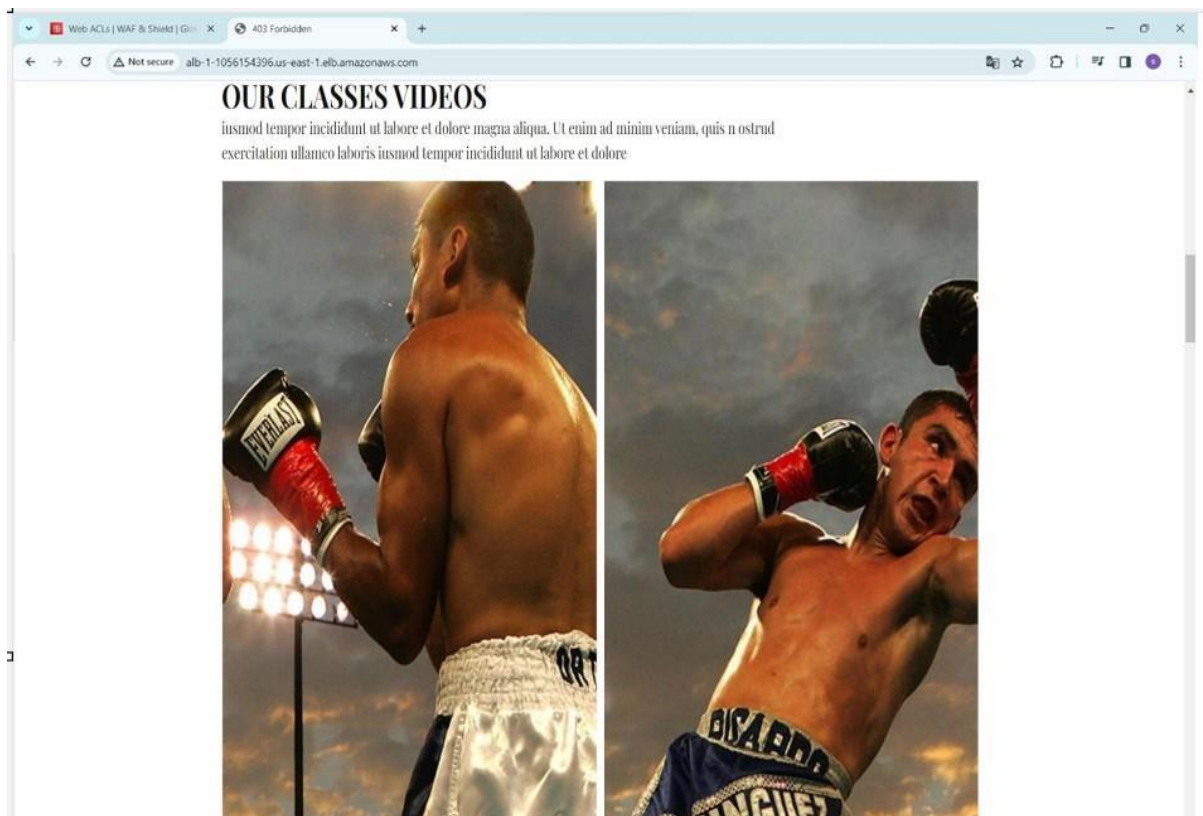 Web ACLs | WAF & Shield | Glo
403 Forbidden
Not secure
alb-1-1056154396.us-east-1.elb.amazonaws.com
OUR CLASSES VIDEOS
iusmod tempor incididunt ut labore et dolore magna aliqua. Ut enim ad minim veniam, quis n ostrud
exercitation ullamco laboris iusmod tempor incididunt ut labore et dolore
EVERLAST
ORT